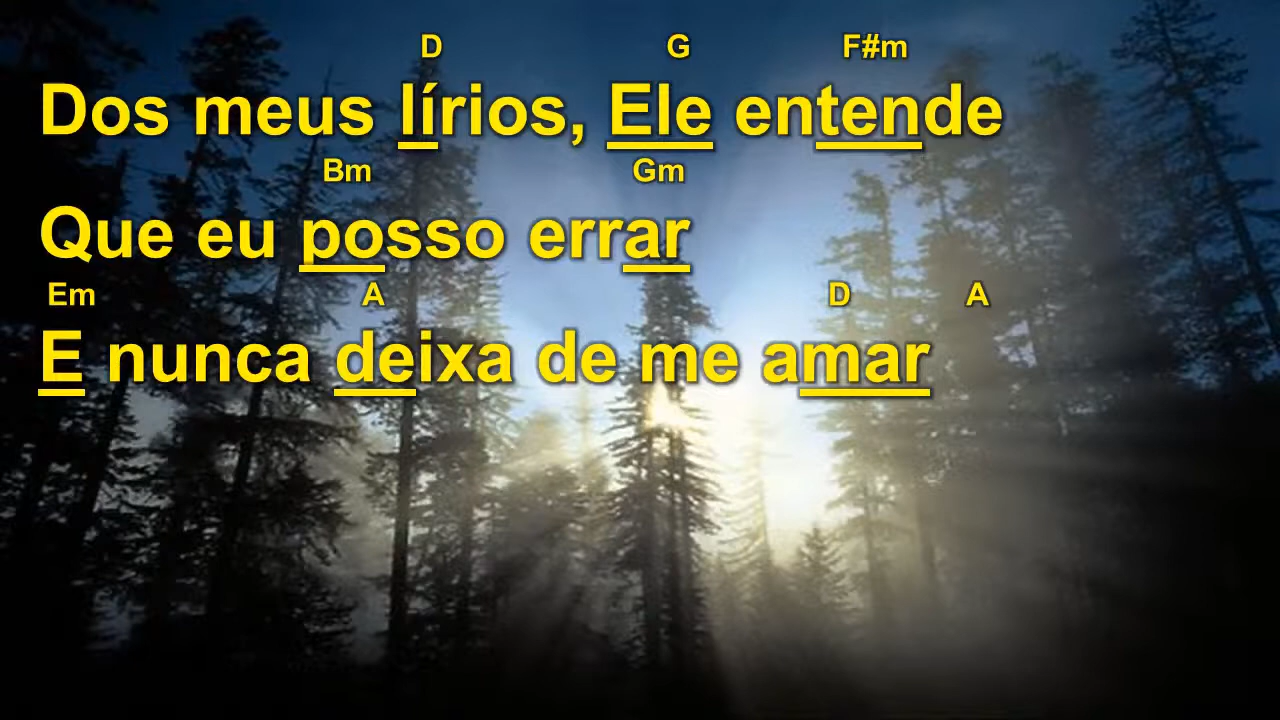 D G F#m
Dos meus lírios, Ele entende
Bm Gm
Que eu posso errar
Em A D A
E nunca deixa de me amar